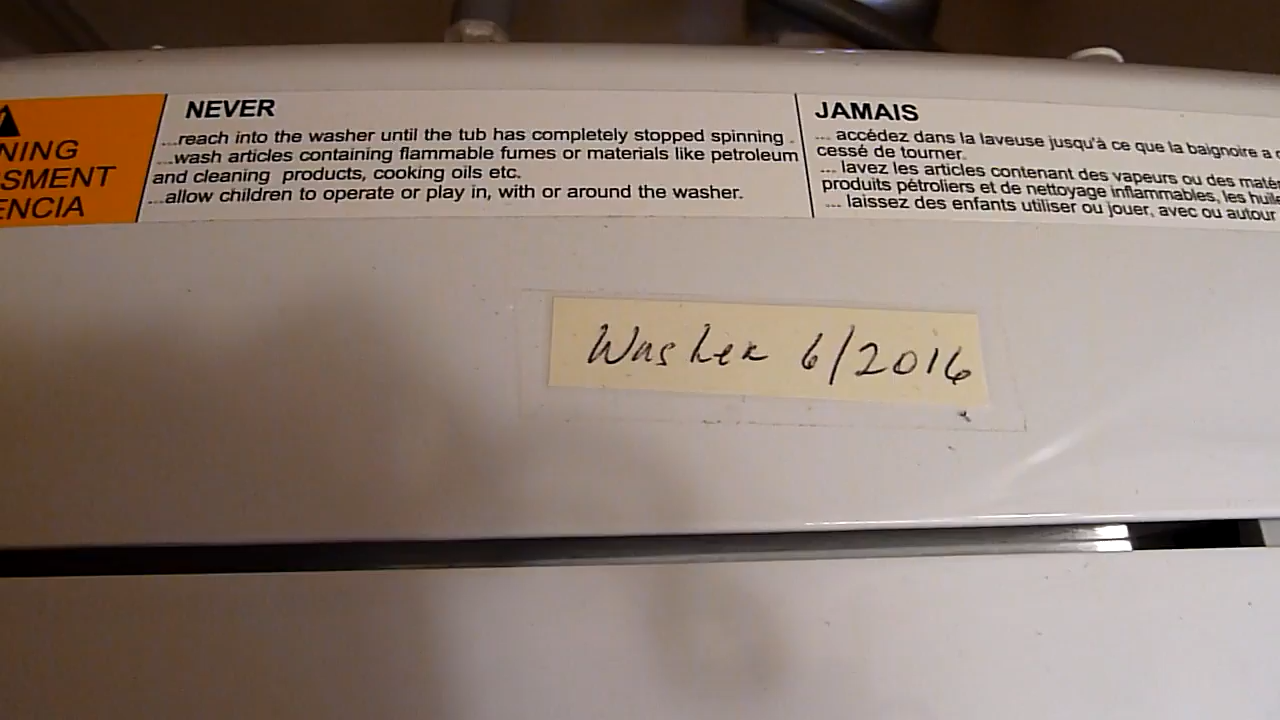 NING
SMENT
ENCIA
NEVER
...reach into the washer until the tub has completely stopped spinning .
...wash articles containing flammable fumes or materials like petroleum
and cleaning products, cooking oils etc.
...allow children to operate or play in, with or around the washer.
JAMAIS
... accédez dans la laveuse jusqu'à ce que la baignoire a
cessé de tourner.
... lavez les articles contenant des vapeurs ou des maté
produits pétroliers et de nettoyage inflammables, les huile
... laissez des enfants utiliser ou jouer, avec ou autour
Washer 6/2016